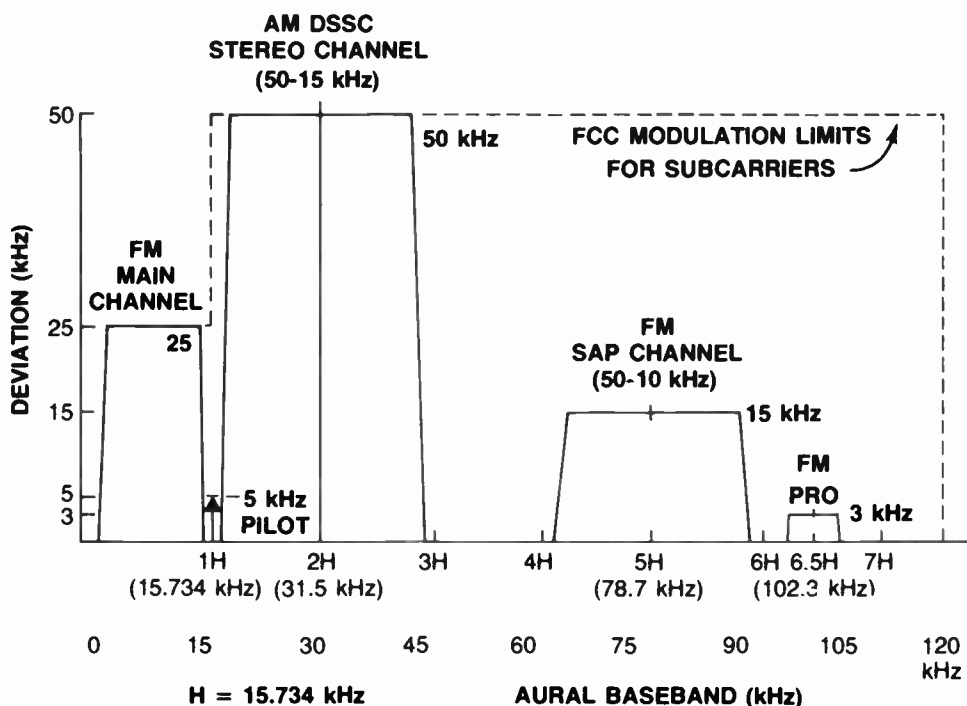 AM DSSC
STEREO CHANNEL
(50-15 kHz)
50
50 kHz
FCC MODULATION LIMITS
FOR SUBCARRIERS
FM
MAIN
CHANNEL
DEVIATION (kHz)
25
25
FM
SAP CHANNEL
(50-10 kHz)
15
15 kHz
FM
PRO
5
5 kHz
PILOT
3
3 kHz
1H 2H 3H 4H 5H 6H 6.5H 7H
(15.734 kHz) (31.5 kHz) (78.7 kHz) (102.3 kHz)
0 15 30 45 60 75 90 105 120
kHz
H = 15.734 kHz AURAL BASEBAND (kHz)